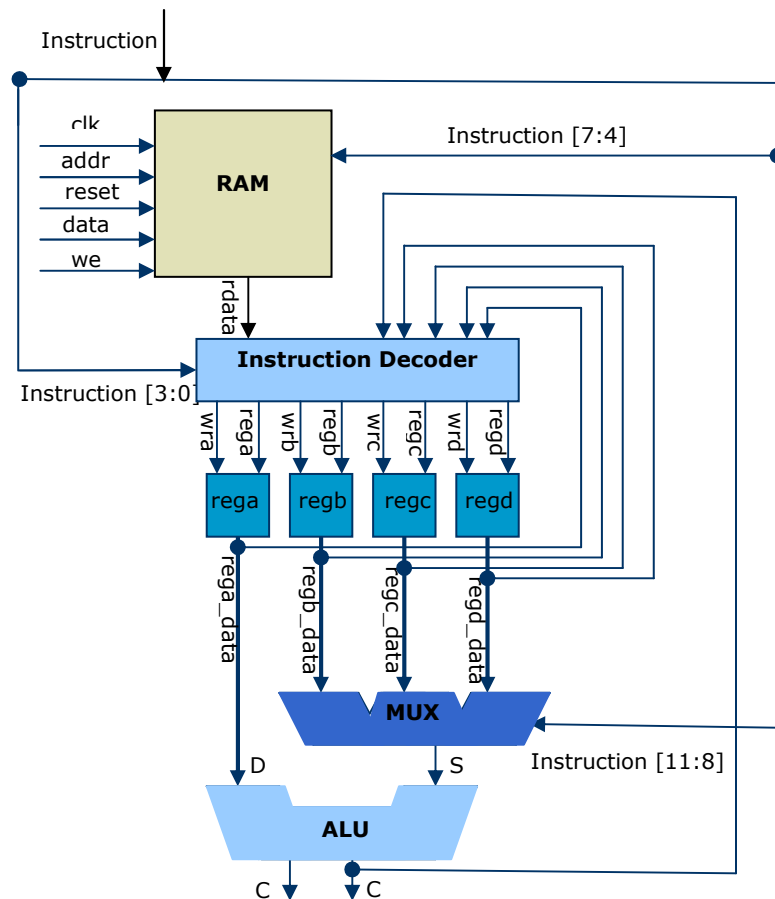 Instruction
clk
addr
reset
data
we
RAM
Instruction [7:4]
rdata
Instruction Decoder
Instruction [3:0]
wra
rega
wrb
regb
wrc
regc
wrd
regd
rega
regb
regc
regd
rega_data
regb_data
regc_data
regd_data
MUX
Instruction [11:8]
D
S
ALU
C
C